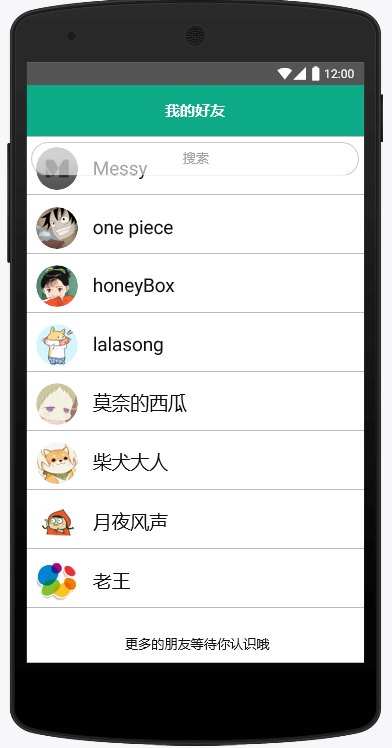 12:00
我的好友
搜索
Messy
one piece
honeyBox
lalasong
莫奈的西瓜
柴犬大人
月夜风声
老王
更多的朋友等待你认识哦